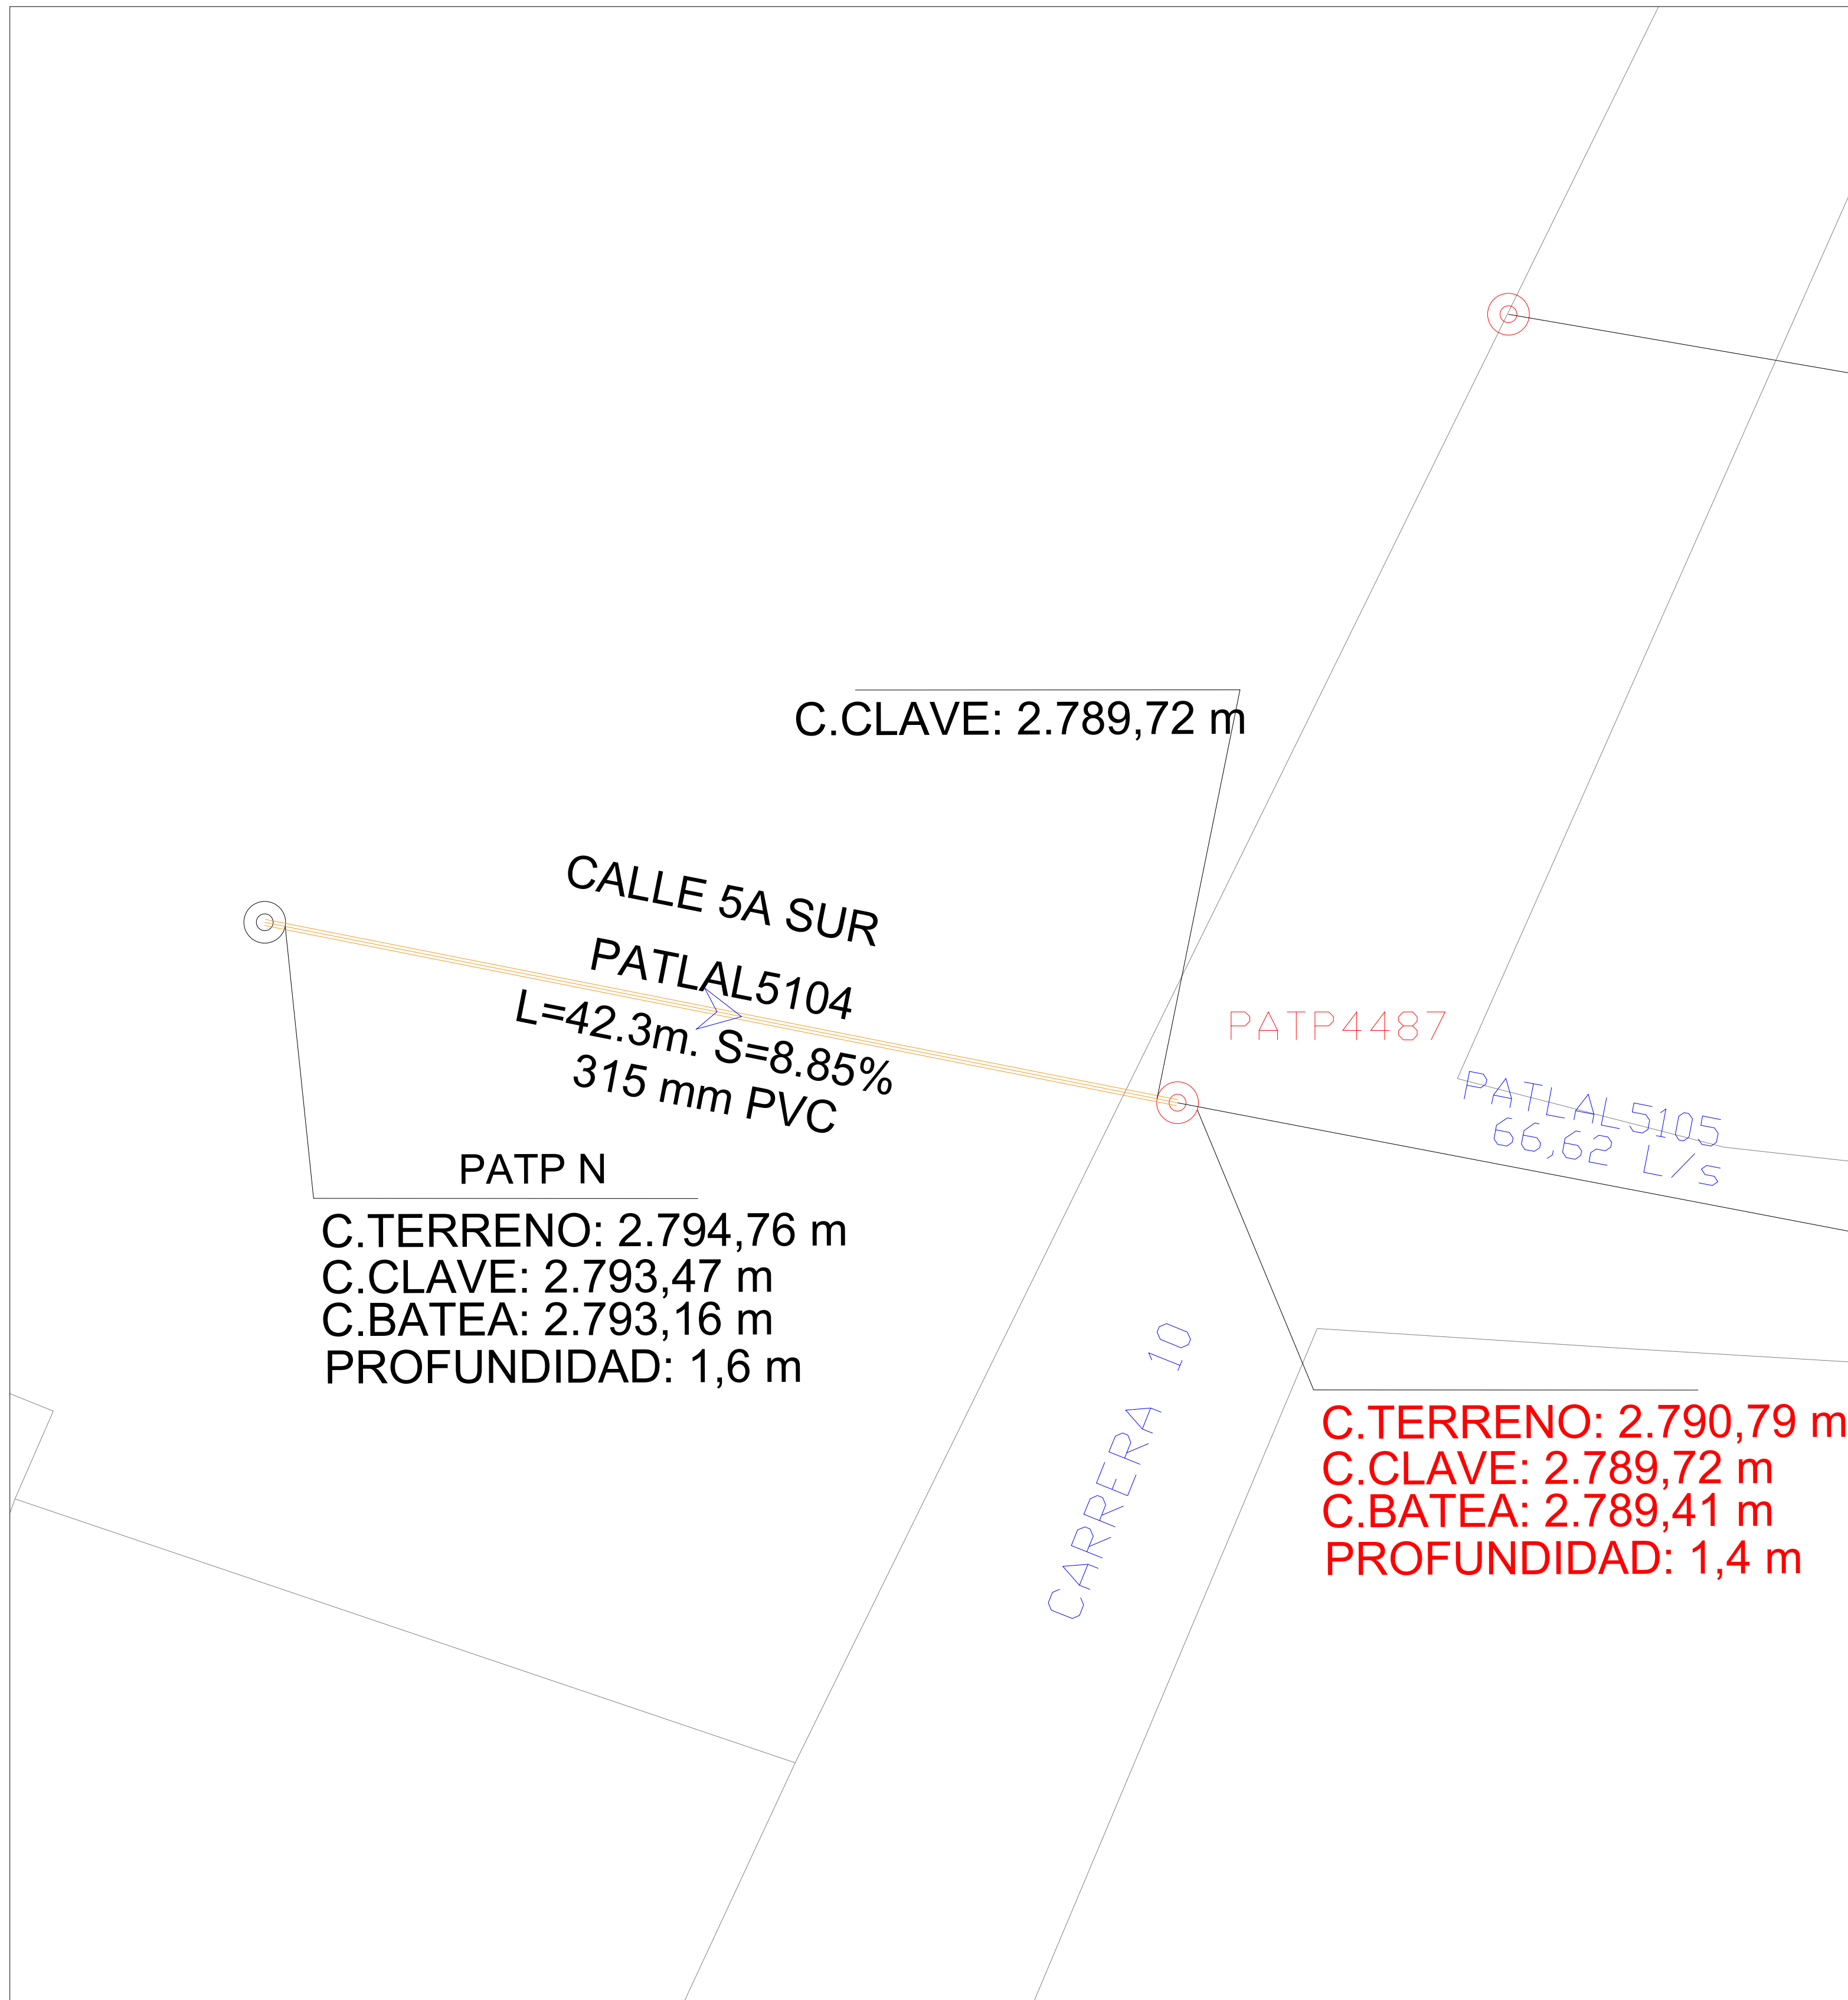 C.CLAVE: 2.789,72 m
CALLE 5A SUR
PATLAL5104
L=42.3m. S=8.85%
315 mm PVC
PATP4487
PATLAL5105
66,62 L/s
PATP N
C.TERRENO: 2.794,76 m
C.CLAVE: 2.793,47 m
C.BATEA: 2.793,16 m
PROFUNDIDAD: 1,6 m
CARRERA 10
C.TERRENO: 2.790,79 m
C.CLAVE: 2.789,72 m
C.BATEA: 2.789,41 m
PROFUNDIDAD: 1,4 m